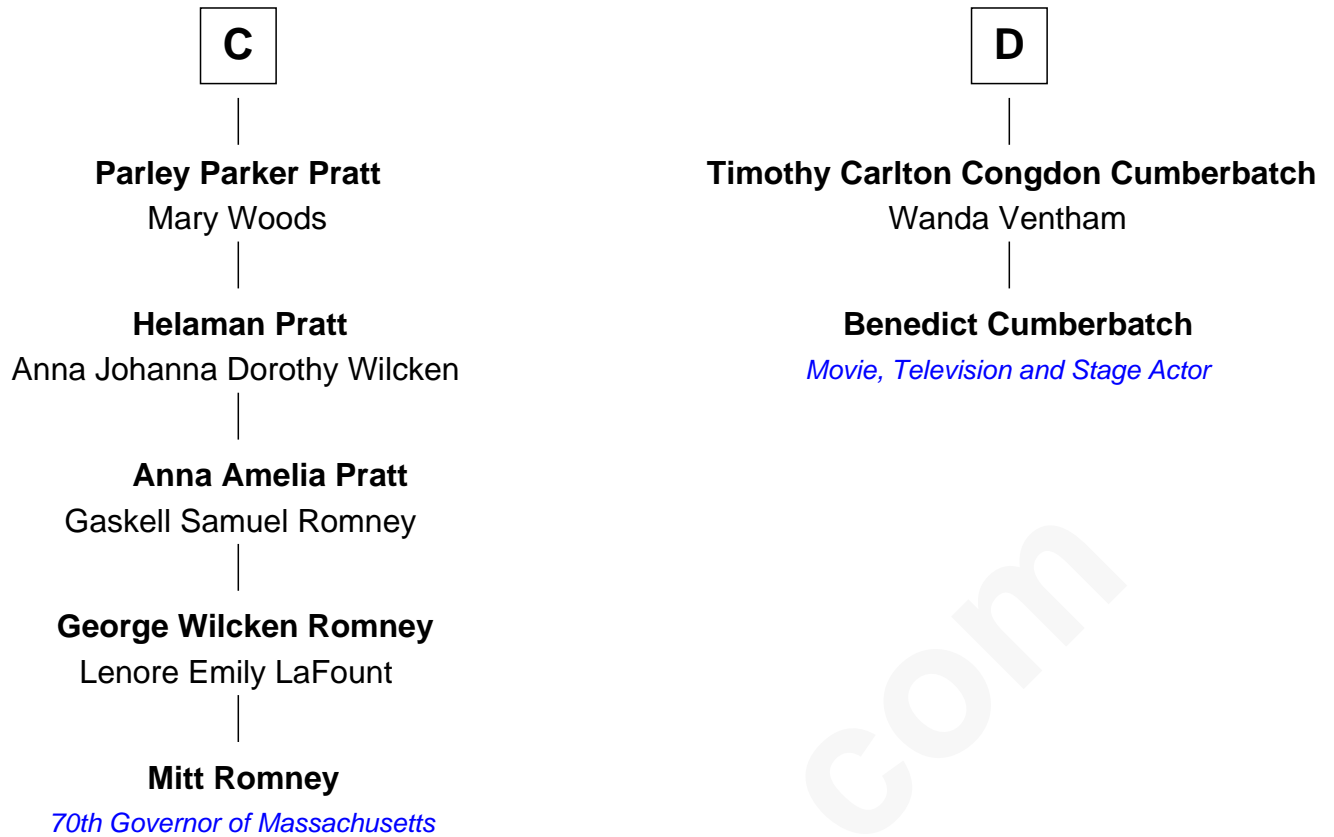 C
Parley Parker Pratt
Mary Woods
Helaman Pratt
Anna Johanna Dorothy Wilcken
Anna Amelia Pratt
Gaskell Samuel Romney
George Wilcken Romney
Lenore Emily LaFount
Mitt Romney
70th Governor of Massachusetts
D
Timothy Carlton Congdon Cumberbatch
Wanda Ventham
Benedict Cumberbatch
Movie, Television and Stage Actor
com